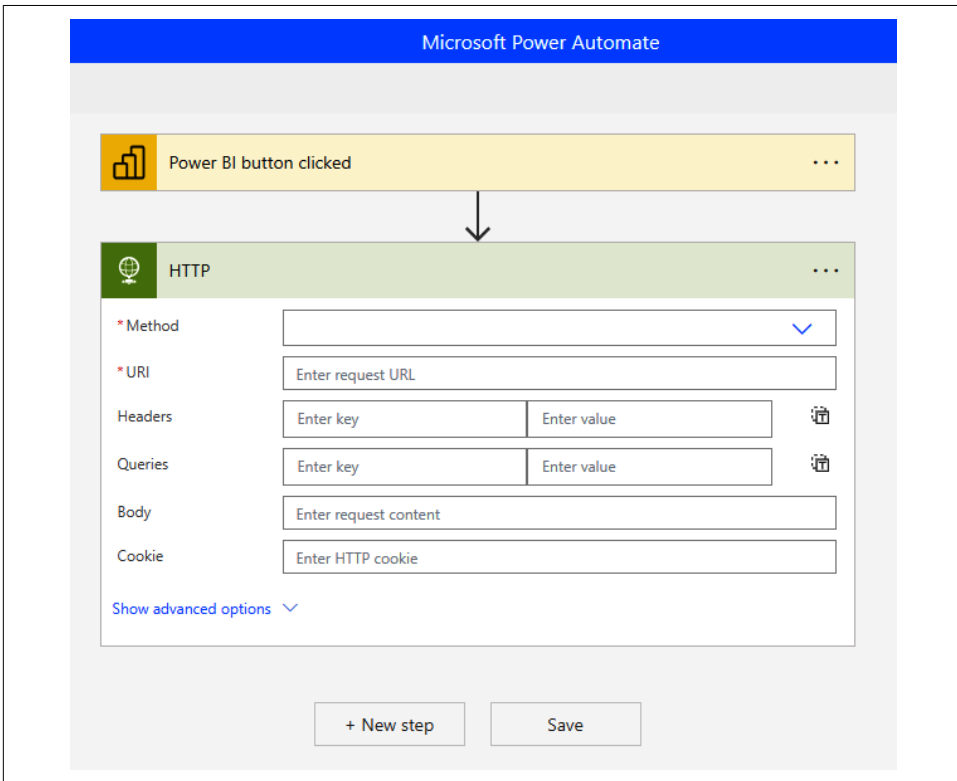 Microsoft Power Automate
Power BI button clicked
HTTP
* Method
* URI Enter request URL
Headers Enter key Enter value
Queries Enter key Enter value
Body Enter request content
Cookie Enter HTTP cookie
Show advanced options
+ New step Save